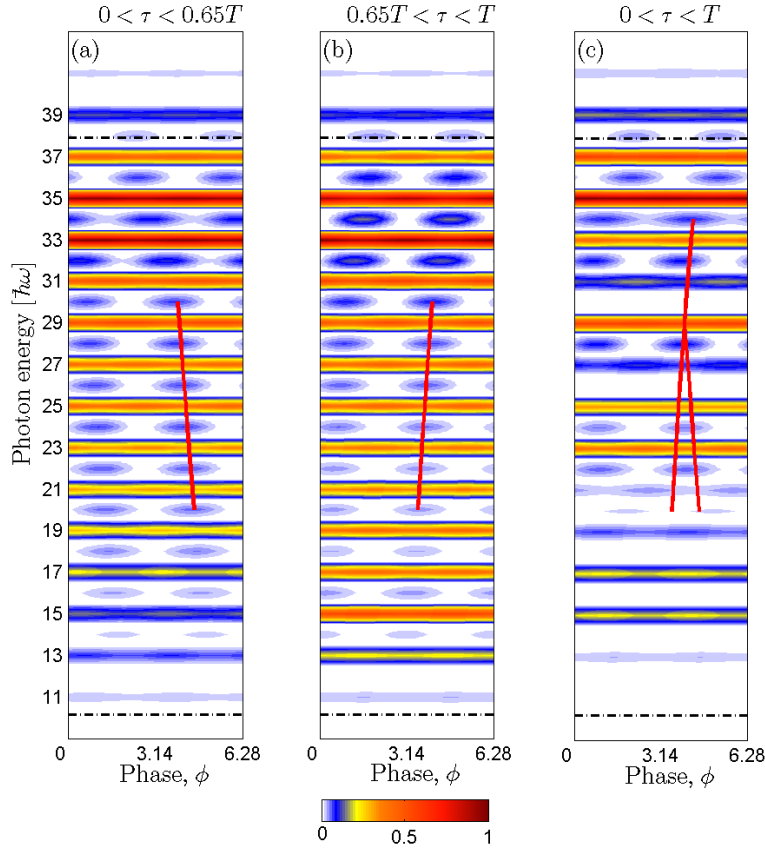 0 < τ < 0.65T
0.65T < τ < T
0 < τ < T
(a)
(b)
(c)
Photon energy [ħω]
39
37
35
33
31
29
27
25
23
21
19
17
15
13
11
0 3.14 6.28
0 3.14 6.28
0 3.14 6.28
Phase, ϕ
Phase, ϕ
Phase, ϕ
0 0.5 1